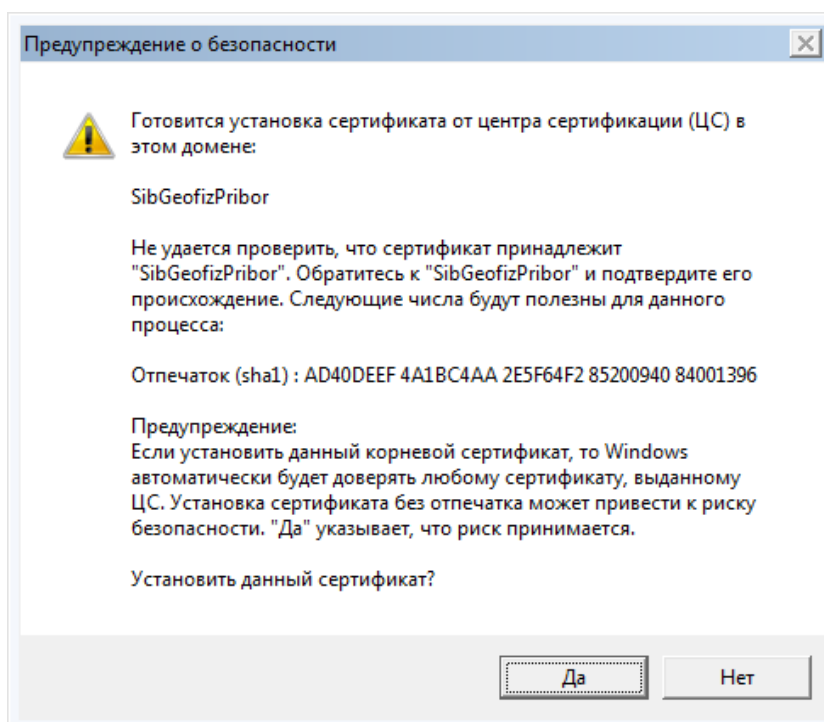 Предупреждение о безопасности
Готовится установка сертификата от центра сертификации (ЦС) в
этом домене:
SibGeofizPribor
Не удается проверить, что сертификат принадлежит
"SibGeofizPribor". Обратитесь к "SibGeofizPribor" и подтвердите его
происхождение. Следующие числа будут полезны для данного
процесса:
Отпечаток (sha1) : AD40DEEF 4A1BC4AA 2E5F64F2 85200940 84001396
Предупреждение:
Если установить данный корневой сертификат, то Windows
автоматически будет доверять любому сертификату, выданному
ЦС. Установка сертификата без отпечатка может привести к риску
безопасности. "Да" указывает, что риск принимается.
Установить данный сертификат?
Да
Нет